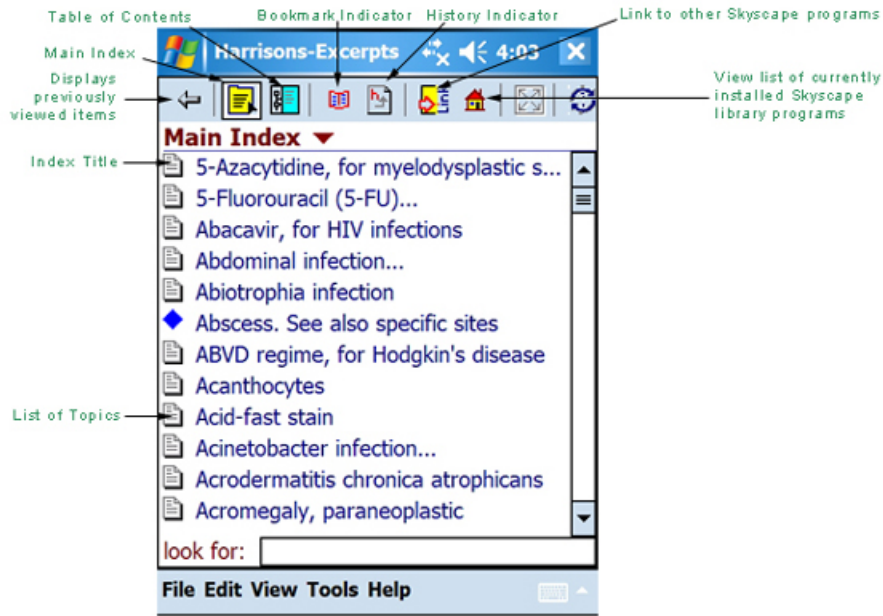 Table of Contents
Bookmark Indicator
History Indicator
Link to other Skyscape programs
Main Index
Displays
previously
viewed items
View list of currently
installed Skyscape
library programs
Harrisons-Excerpts
4:03
Link
Main Index
Index Title
5-Azacytidine, for myelodysplastic s...
5-Fluorouracil (5-FU)...
Abacavir, for HIV infections
Abdominal infection...
Abiotrophia infection
Abscess. See also specific sites
ABVD regime, for Hodgkin's disease
Acanthocytes
List of Topics
Acid-fast stain
Acinetobacter infection...
Acrodermatitis chronica atrophicans
Acromegaly, paraneoplastic
look for:
File Edit View Tools Help